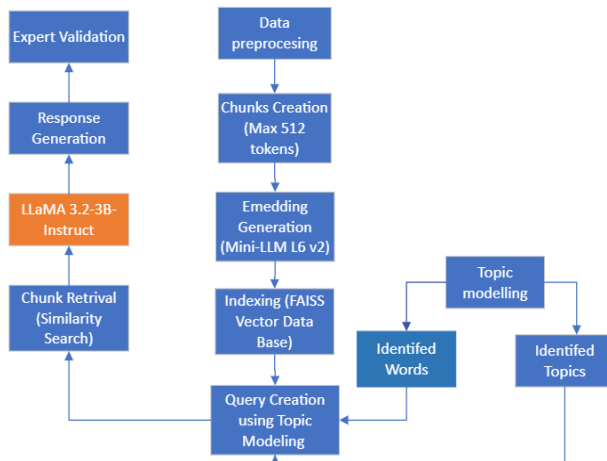 Expert Validation
Response
Generation
LLaMA 3.2-3B-
Instruct
Chunk Retrival
(Similarity
Search)
Data
preprocesing
Chunks Creation
(Max 512
tokens)
Emedding
Generation
(Mini-LLM L6 v2)
Indexing (FAISS
Vector Data
Base)
Query Creation
using Topic
Modeling
Topic
modelling
Identifed
Words
Identifed
Topics